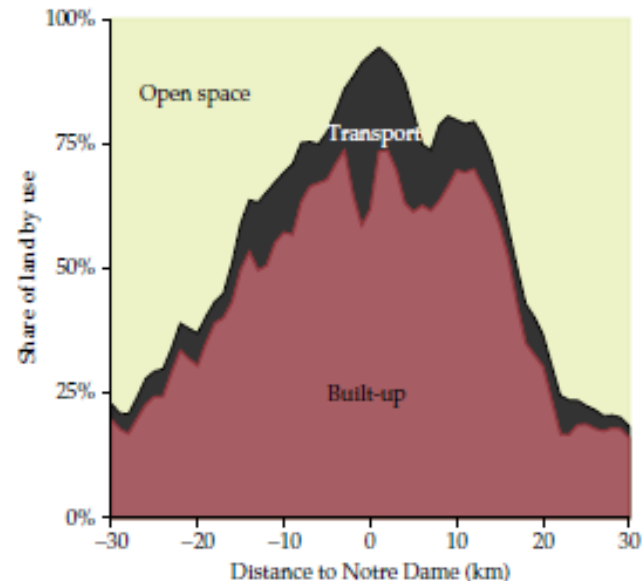 100%
Open space
Transport
75%
Share of land by use
50%
25%
Built-up
0%
–30 –20 –10 0 10 20 30
Distance to Notre Dame (km)